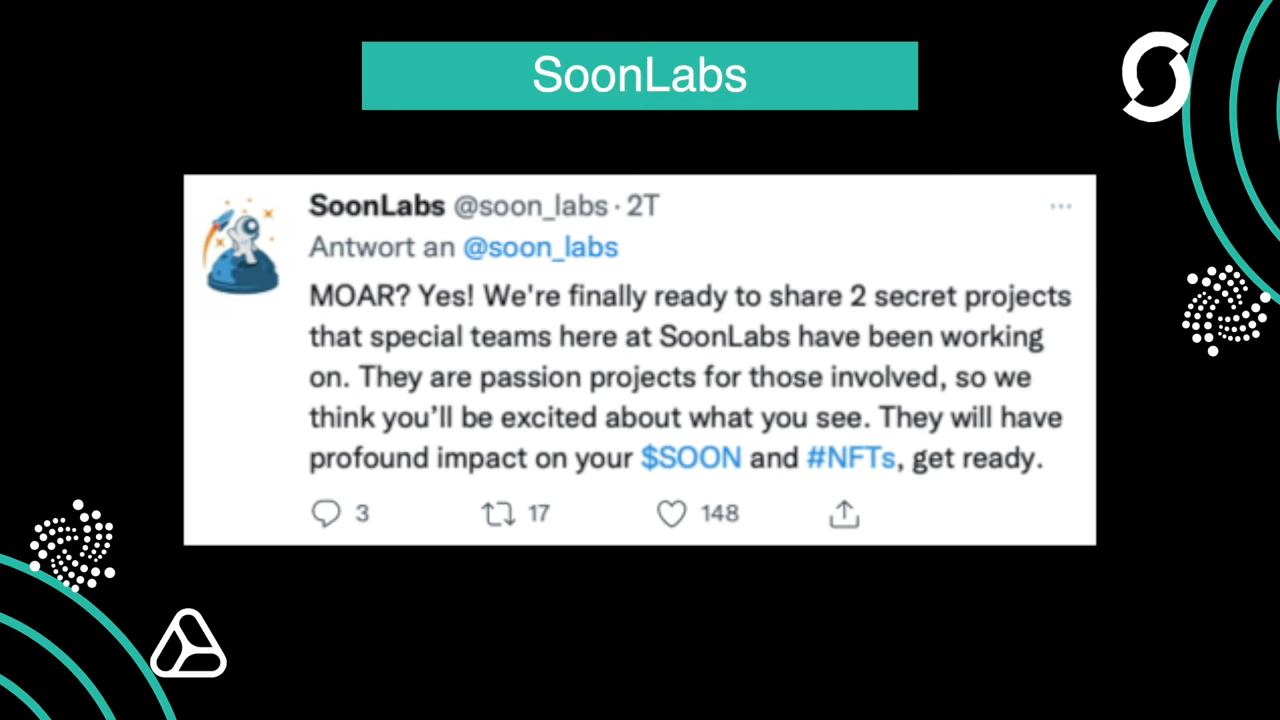 SoonLabs
SoonLabs @soon_labs · 2T
Antwort an @soon_labs
MOAR? Yes! We're finally ready to share 2 secret projects
that special teams here at SoonLabs have been working
on. They are passion projects for those involved, so we
think you’ll be excited about what you see. They will have
profound impact on your $SOON and #NFTs, get ready.
3 17 148